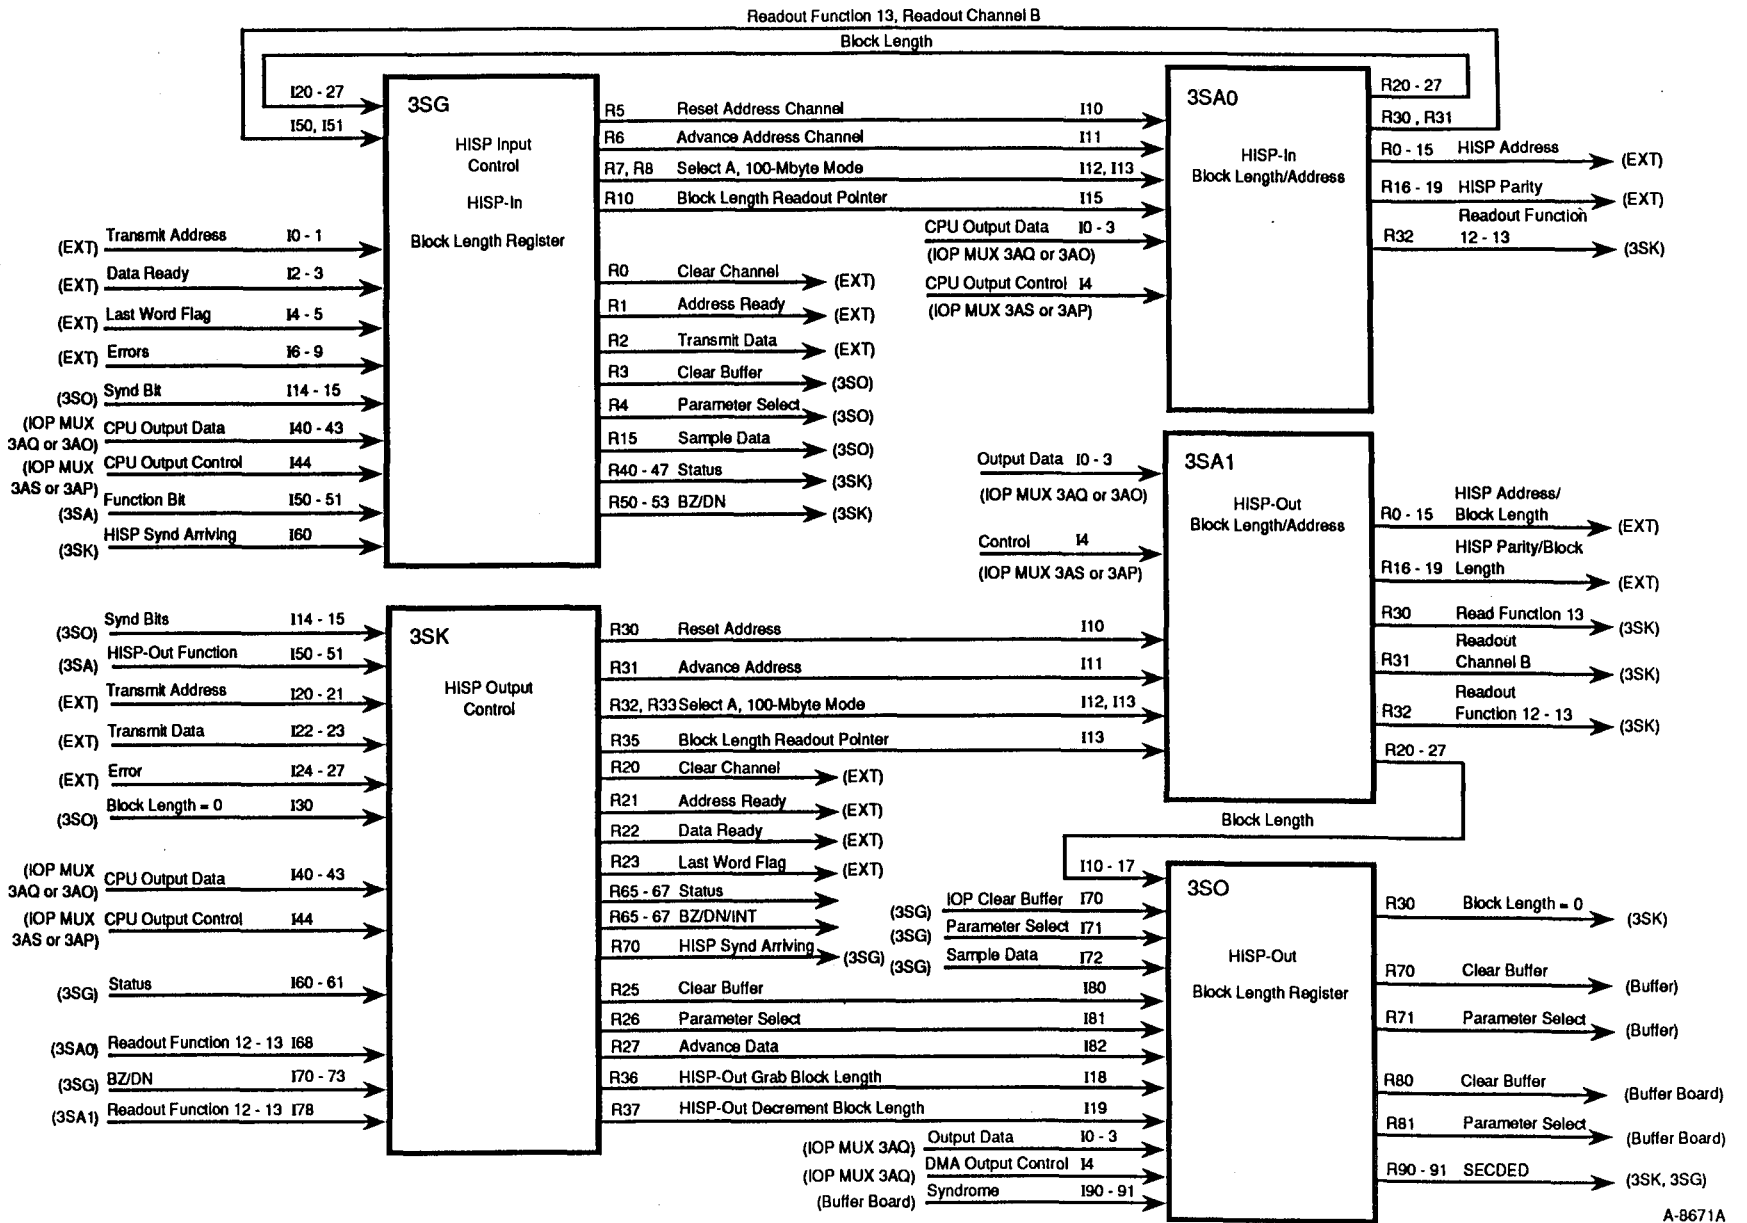 Readout Function 13, Readout Channel B
Block Length
I20 - 27
I50, I51
3SG
HISP Input
Control
HISP-In
Block Length Register
(EXT) Transmit Address I0 - 1
(EXT) Data Ready I2 - 3
(EXT) Last Word Flag I4 - 5
(EXT) Errors I6 - 9
(3SO) Synd Bit I14 - 15
(IOP MUX 3AQ or 3AO) CPU Output Data I40 - 43
(IOP MUX 3AS or 3AP) CPU Output Control I44
(3SA) Function Bit I50 - 51
(3SK) HISP Synd Arriving I60
R5 Reset Address Channel I10
R6 Advance Address Channel I11
R7, R8 Select A, 100-Mbyte Mode I12, I13
R10 Block Length Readout Pointer I15
R0 Clear Channel (EXT)
R1 Address Ready (EXT)
R2 Transmit Data (EXT)
R3 Clear Buffer (3SO)
R4 Parameter Select (3SO)
R15 Sample Data (3SO)
R40 - 47 Status (3SK)
R50 - 53 BZ/DN (3SK)
CPU Output Data I0 - 3
(IOP MUX 3AQ or 3AO)
CPU Output Control I4
(IOP MUX 3AS or 3AP)
3SA0
HISP-In
Block Length/Address
R20 - 27
R30 , R31
R0 - 15 HISP Address (EXT)
R16 - 19 HISP Parity (EXT)
R32 Readout Function 12 - 13 (3SK)
Output Data I0 - 3
(IOP MUX 3AQ or 3AO)
Control I4
(IOP MUX 3AS or 3AP)
3SA1
HISP-Out
Block Length/Address
R0 - 15 HISP Address/ Block Length (EXT)
R16 - 19 HISP Parity/Block Length (EXT)
R30 Read Function 13 (3SK)
R31 Readout Channel B (3SK)
R32 Readout Function 12 - 13 (3SK)
R20 - 27
Block Length
(3SO) Synd Bits I14 - 15
(3SA) HISP-Out Function I50 - 51
(EXT) Transmit Address I20 - 21
(EXT) Transmit Data I22 - 23
(EXT) Error I24 - 27
(3SO) Block Length = 0 I30
(IOP MUX 3AQ or 3AO) CPU Output Data I40 - 43
(IOP MUX 3AS or 3AP) CPU Output Control I44
(3SG) Status I60 - 61
(3SA0) Readout Function 12 - 13 I68
(3SG) BZ/DN I70 - 73
(3SA1) Readout Function 12 - 13 I78
3SK
HISP Output
Control
R30 Reset Address I10
R31 Advance Address I11
R32, R33 Select A, 100-Mbyte Mode I12, I13
R35 Block Length Readout Pointer I13
R20 Clear Channel (EXT)
R21 Address Ready (EXT)
R22 Data Ready (EXT)
R23 Last Word Flag (EXT)
R65 - 67 Status
R65 - 67 BZ/DN/INT
R70 HISP Synd Arriving (3SG)
R25 Clear Buffer I80
R26 Parameter Select I81
R27 Advance Data I82
R36 HISP-Out Grab Block Length I18
R37 HISP-Out Decrement Block Length I19
I10 - 17
(3SG) IOP Clear Buffer I70
(3SG) Parameter Select I71
(3SG) Sample Data I72
(IOP MUX 3AQ) Output Data I0 - 3
(IOP MUX 3AQ) DMA Output Control I4
(Buffer Board) Syndrome I90 - 91
3SO
HISP-Out
Block Length Register
R30 Block Length = 0 (3SK)
R70 Clear Buffer (Buffer)
R71 Parameter Select (Buffer)
R80 Clear Buffer (Buffer Board)
R81 Parameter Select (Buffer Board)
R90 - 91 SECDED (3SK, 3SG)
A-8671A